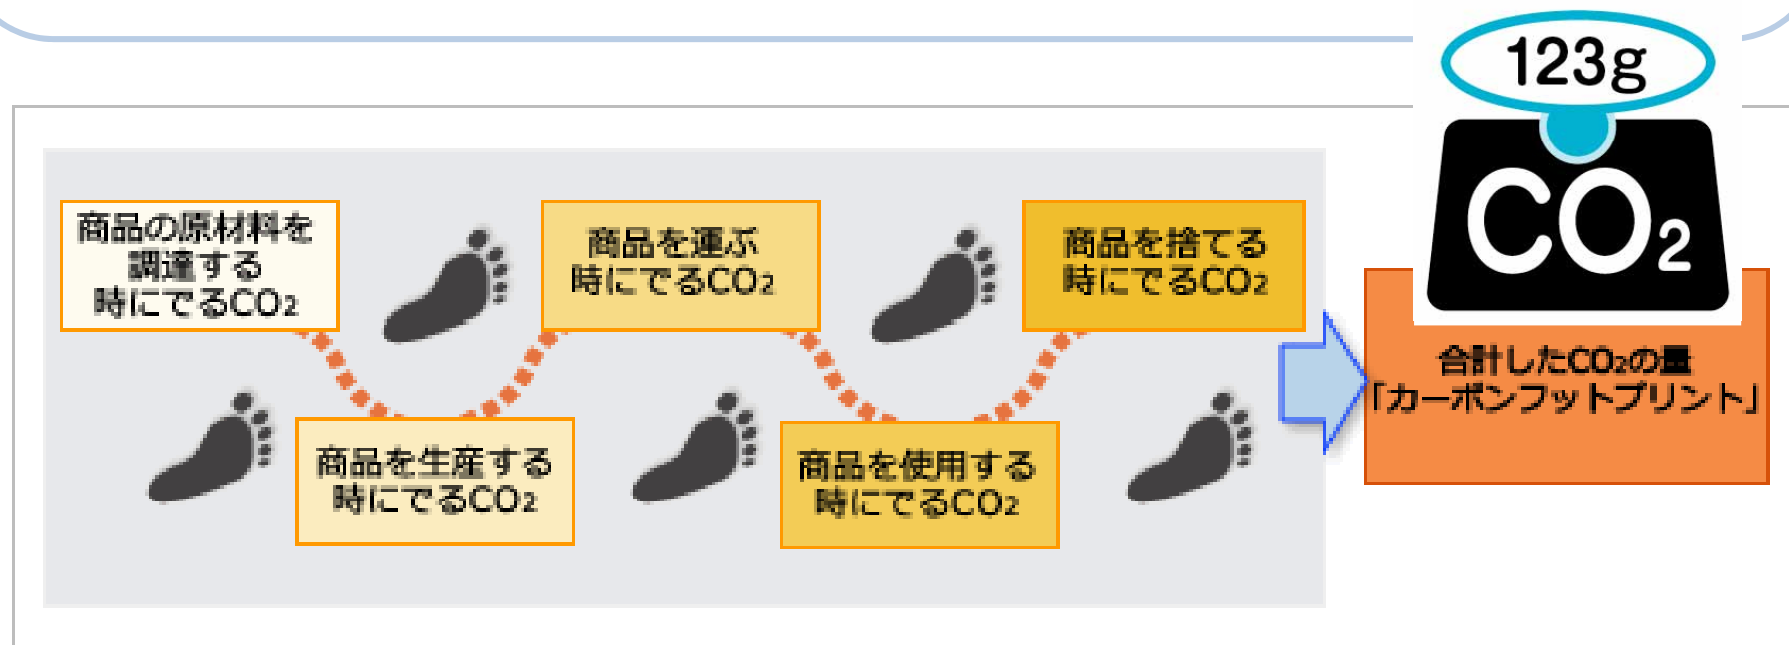 123g
CO2
商品の原材料を
調達する
時にでるCO2
商品を生産する
時にでるCO2
商品を運ぶ
時にでるCO2
商品を使用する
時にでるCO2
商品を捨てる
時にでるCO2
合計したCO2の量
「カーボンフットプリント」